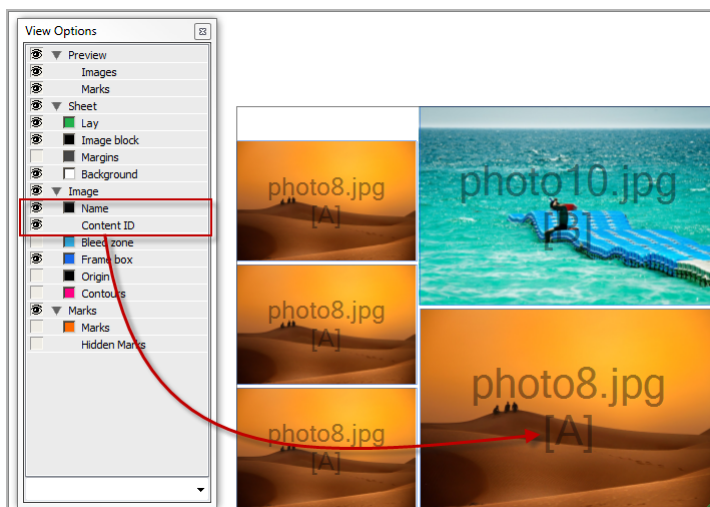 View Options
Preview
Images
Marks
Sheet
Lay
Image block
Margins
Background
Image
Name
Content ID
Bleed zone
Frame box
Origin
Contours
Marks
Marks
Hidden Marks
photo8.jpg
[A]
photo8.jpg
[A]
photo8.jpg
[A]
photo10.jpg
[B]
photo8.jpg
[A]